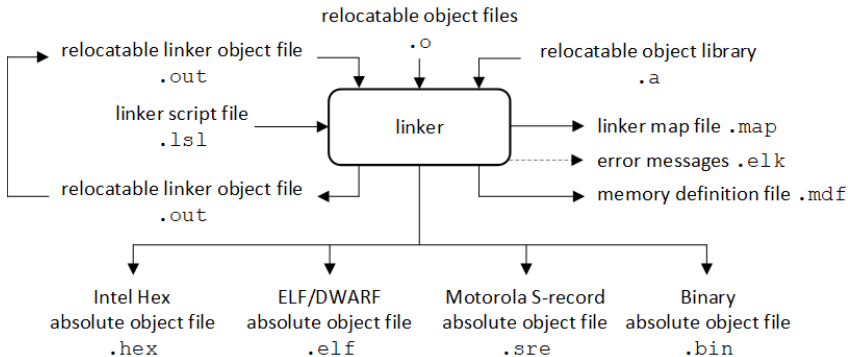 relocatable object files
.o
relocatable linker object file
.out
relocatable object library
.a
linker script file
.lsl
linker
linker map file .map
error messages .elk
memory definition file .mdf
relocatable linker object file
.out
Intel Hex
absolute object file
.hex
ELF/DWARF
absolute object file
.elf
Motorola S-record
absolute object file
.sre
Binary
absolute object file
.bin